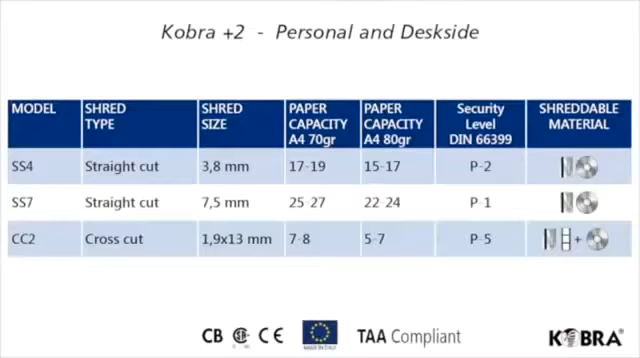 Kobra +2 - Personal and Deskside
MODEL SHRED TYPE SHRED SIZE PAPER CAPACITY A4 70gr PAPER CAPACITY A4 80gr Security Level DIN 66399 SHREDDABLE MATERIAL
SS4 Straight cut 3,8 mm 17-19 15-17 P-2
SS7 Straight cut 7,5 mm 25-27 22-24 P-1
CC2 Cross cut 1,9x13 mm 7-8 5-7 P-5 +
CB CE MADE IN ITALY TAA Compliant KOBRA®